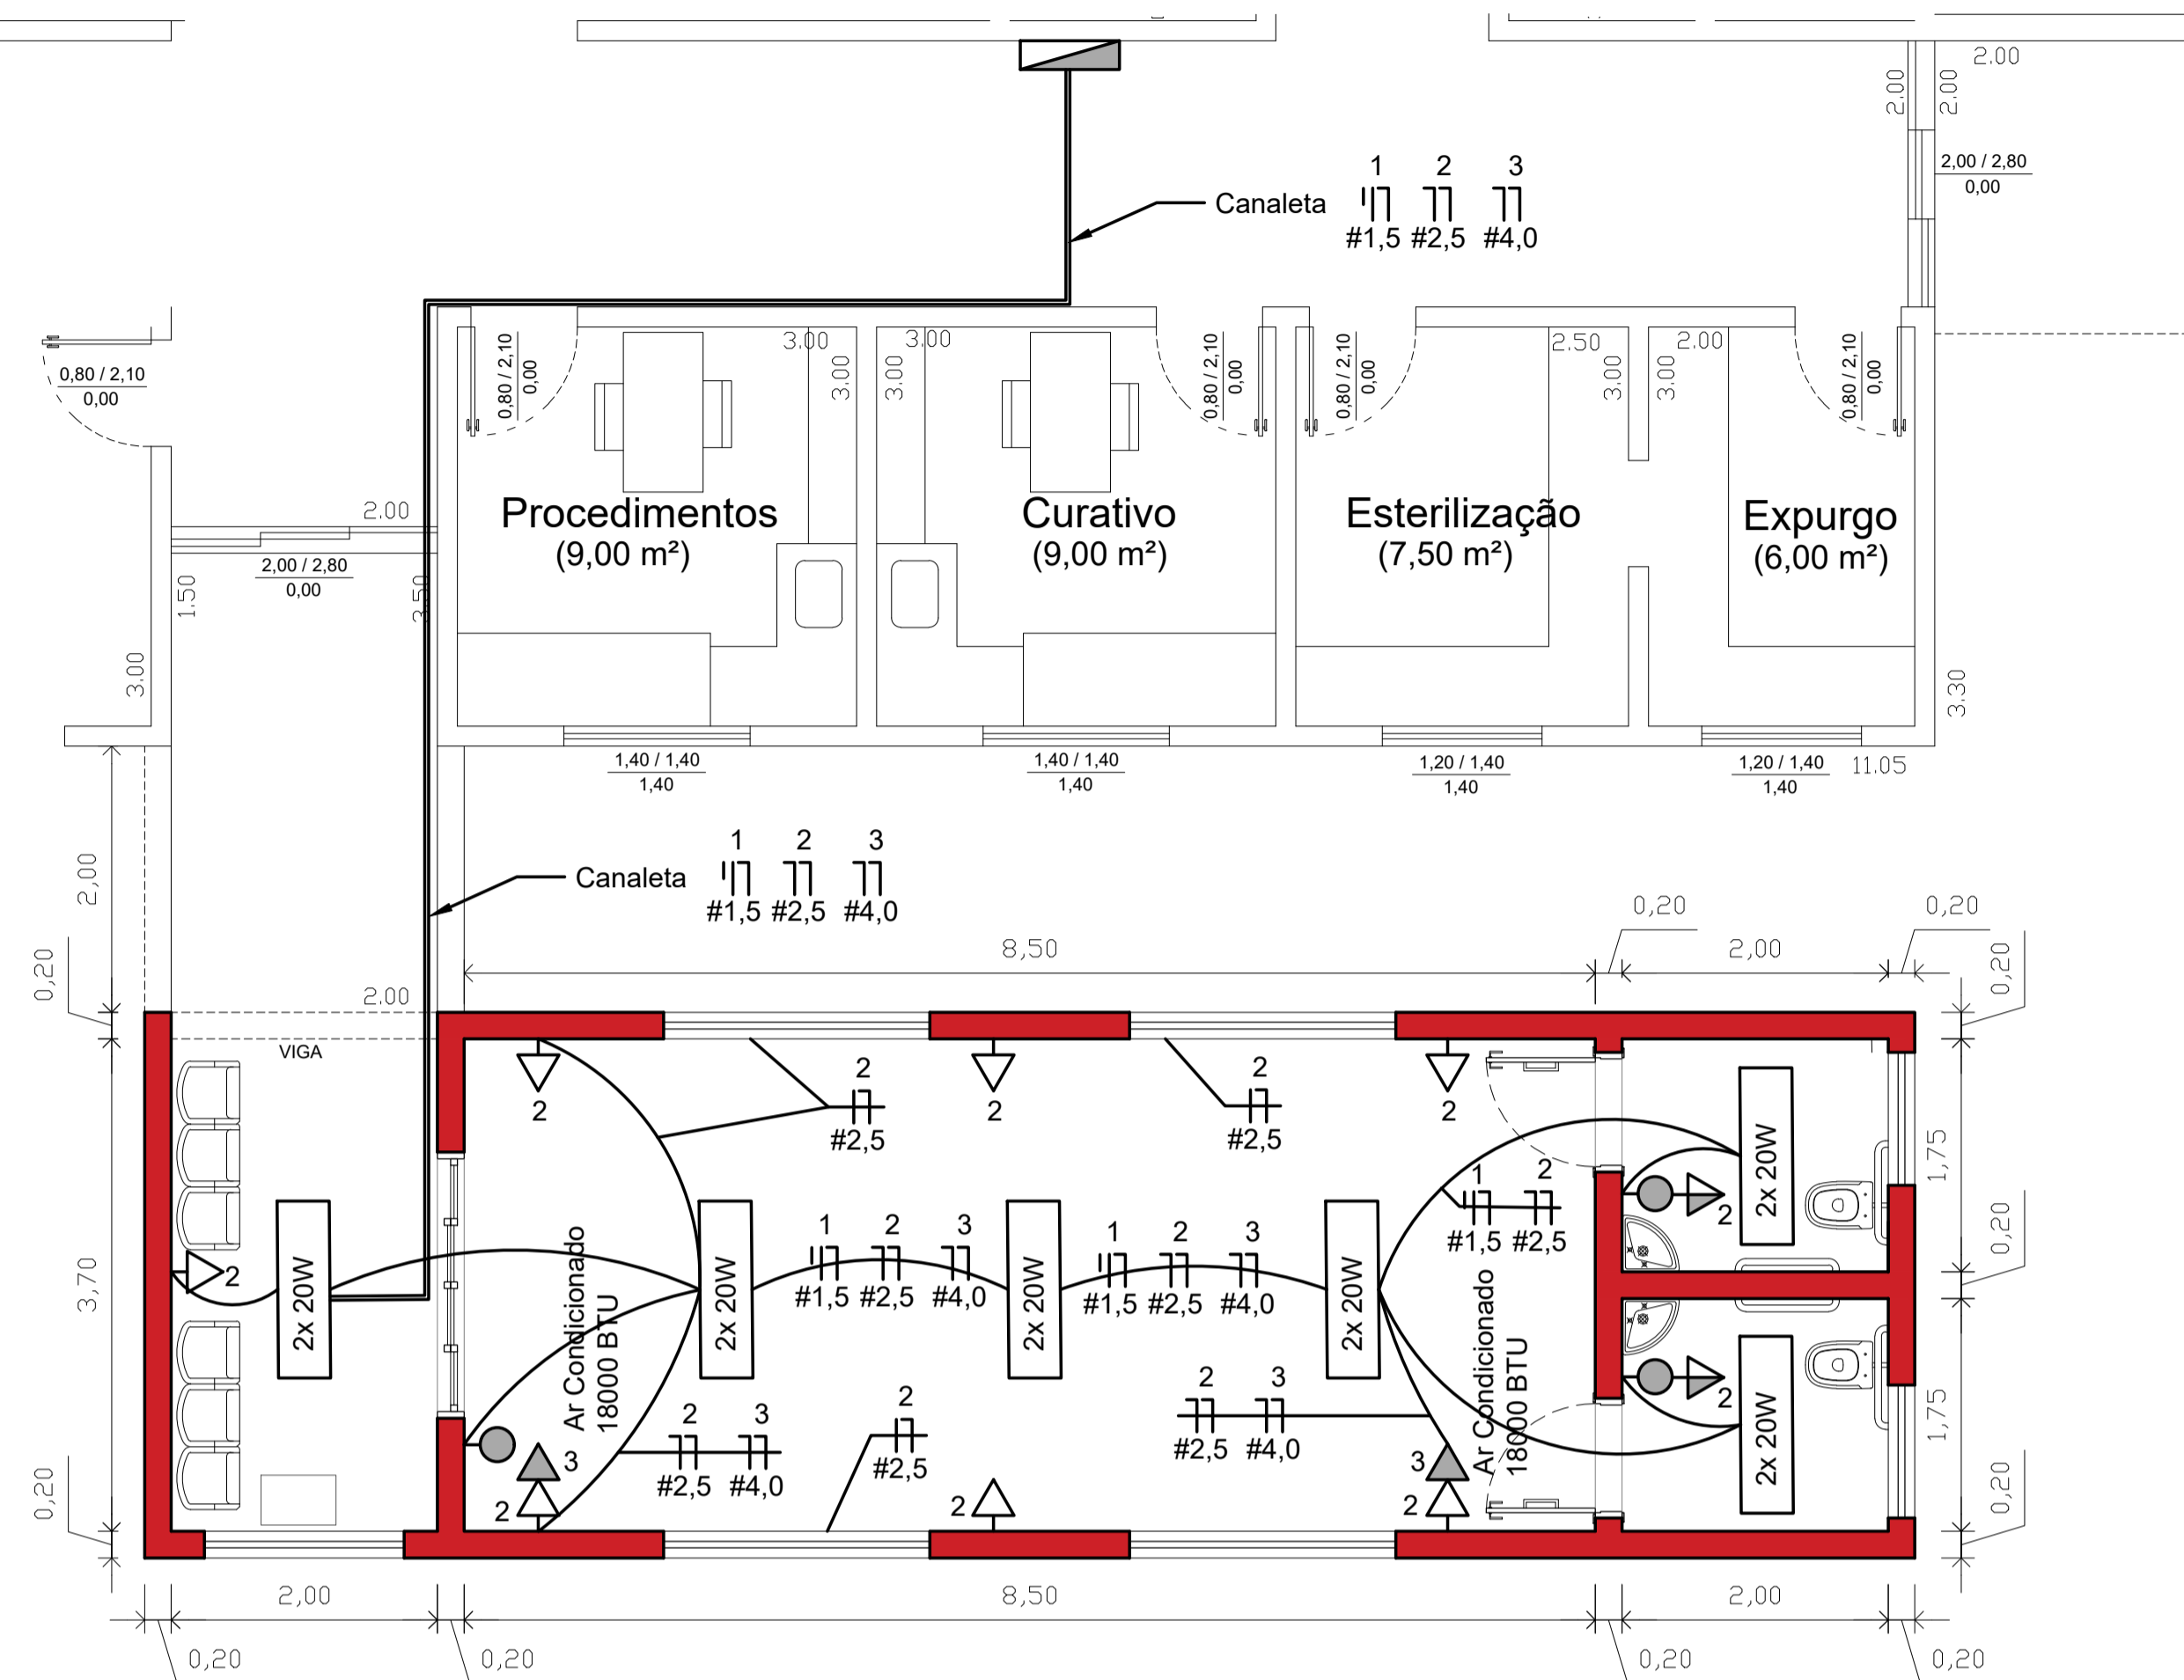 2.00
2.00
2.00
2,00 / 2,80
0,00
1 2 3
Canaleta
#1,5 #2,5 #4,0
0,80 / 2,10
0,00
0,80 / 2,10
0,00
3.00
3.00
3.00
3.00
0,80 / 2,10
0,00
0,80 / 2,10
0,00
2.50
3.00
3.00
2.00
0,80 / 2,10
0,00
Procedimentos
(9,00 m²)
Curativo
(9,00 m²)
Esterilização
(7,50 m²)
Expurgo
(6,00 m²)
2.00
2,00 / 2,80
0,00
1.50
3.50
3.00
3.30
1,40 / 1,40
1,40
1,40 / 1,40
1,40
1,20 / 1,40
1,40
1,20 / 1,40
1,40
11.05
1 2 3
Canaleta
#1,5 #2,5 #4,0
2,00
0,20
0,20
0,20
8,50
2,00
0,20
2.00
VIGA
2
2
2
2
#2,5
2
#2,5
1,75
2x 20W
1 2
#1,5 #2,5
2
0,20
3,70
2
2x 20W
Ar Condicionado
18000 BTU
2x 20W
1 2 3
#1,5 #2,5 #4,0
2x 20W
1 2 3
#1,5 #2,5 #4,0
2x 20W
Ar Condicionado
18000 BTU
2
2x 20W
1,75
2 3
#2,5 #4,0
2
#2,5
2 3
#2,5 #4,0
3
2
2
3
2
0,20
0,20
2,00
8,50
2,00
0,20
0,20
0,20
0,20